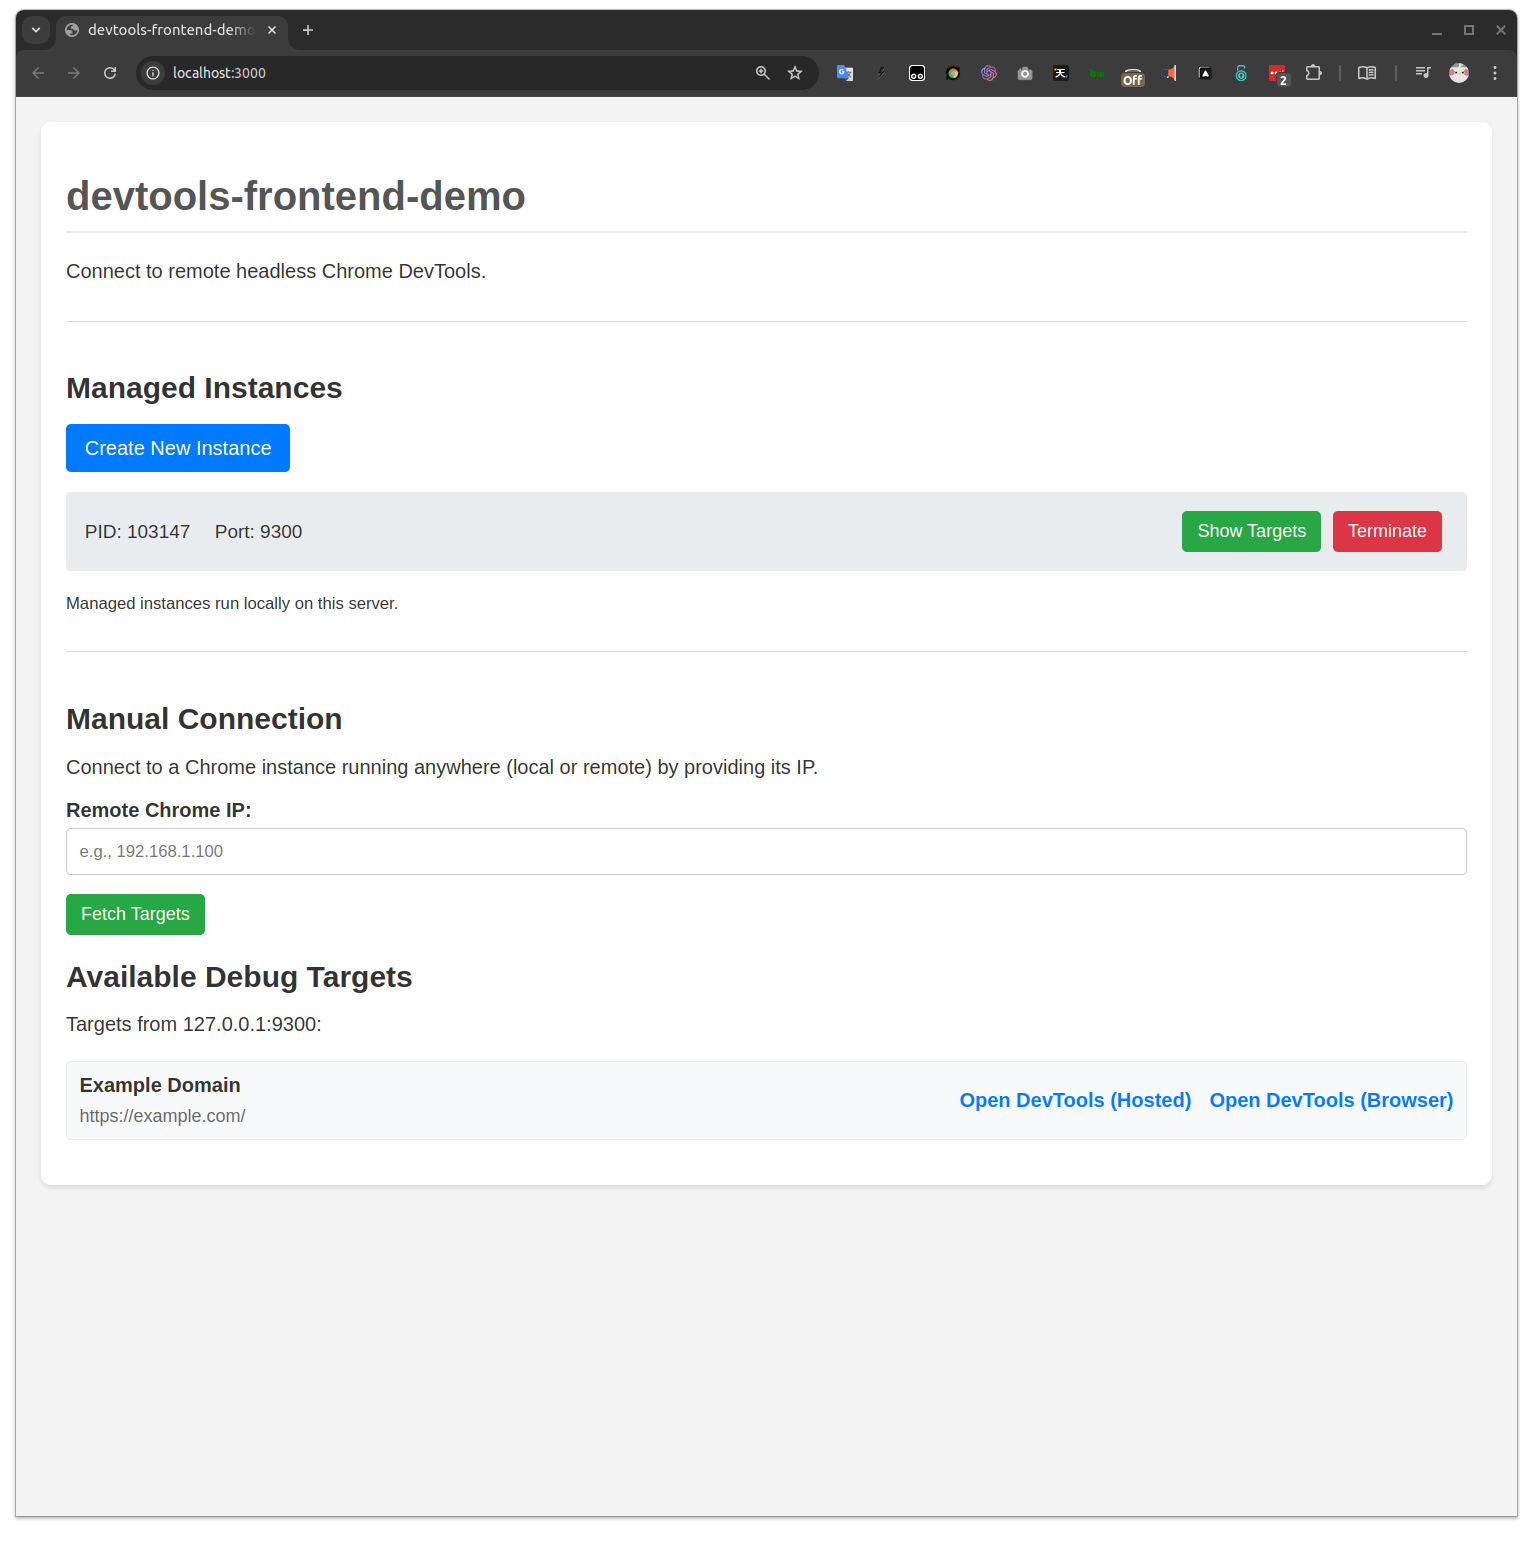 devtools-frontend-demo
localhost:3000
Off
2
devtools-frontend-demo
Connect to remote headless Chrome DevTools.
Managed Instances
Create New Instance
PID: 103147 Port: 9300 Show Targets Terminate
Managed instances run locally on this server.
Manual Connection
Connect to a Chrome instance running anywhere (local or remote) by providing its IP.
Remote Chrome IP:
e.g., 192.168.1.100
Fetch Targets
Available Debug Targets
Targets from 127.0.0.1:9300:
Example Domain
https://example.com/
Open DevTools (Hosted) Open DevTools (Browser)